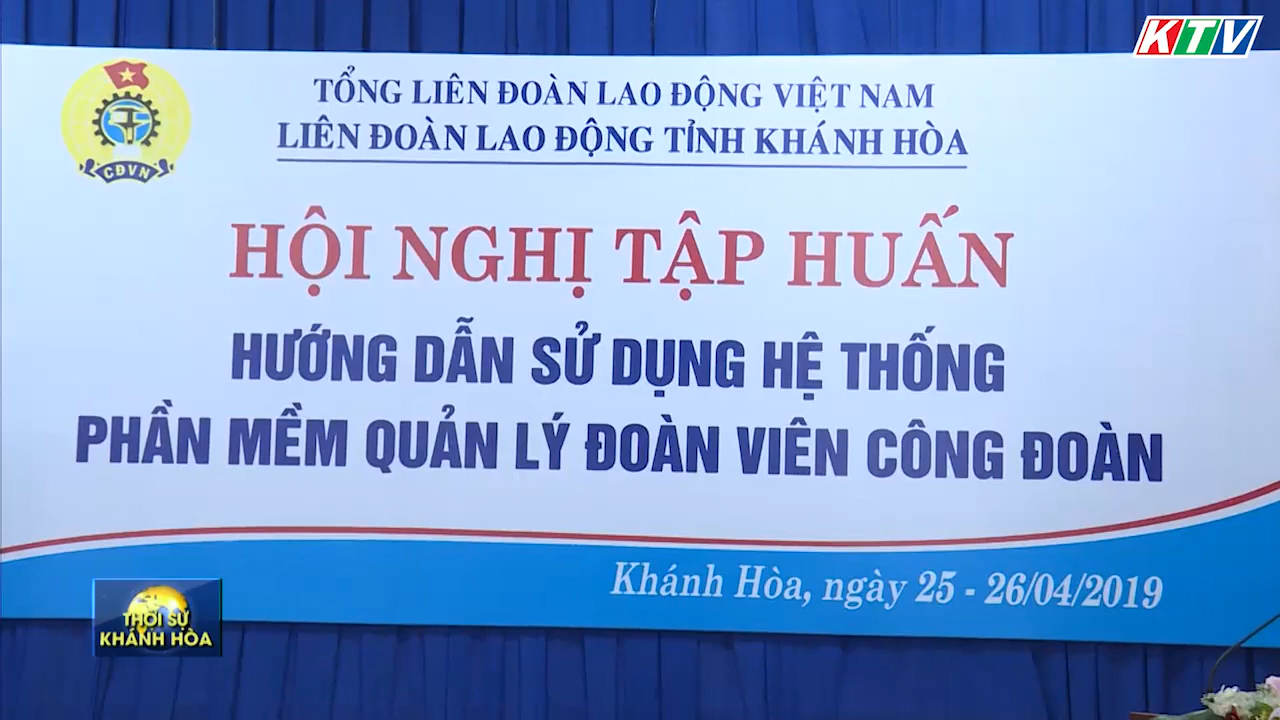 KTV
TỔNG LIÊN ĐOÀN LAO ĐỘNG VIỆT NAM
LIÊN ĐOÀN LAO ĐỘNG TỈNH KHÁNH HÒA
CĐVN
HỘI NGHỊ TẬP HUẤN
HƯỚNG DẪN SỬ DỤNG HỆ THỐNG
PHẦN MỀM QUẢN LÝ ĐOÀN VIÊN CÔNG ĐOÀN
Khánh Hòa, ngày 25 - 26/04/2019
THỜI SỰ
KHÁNH HÒA